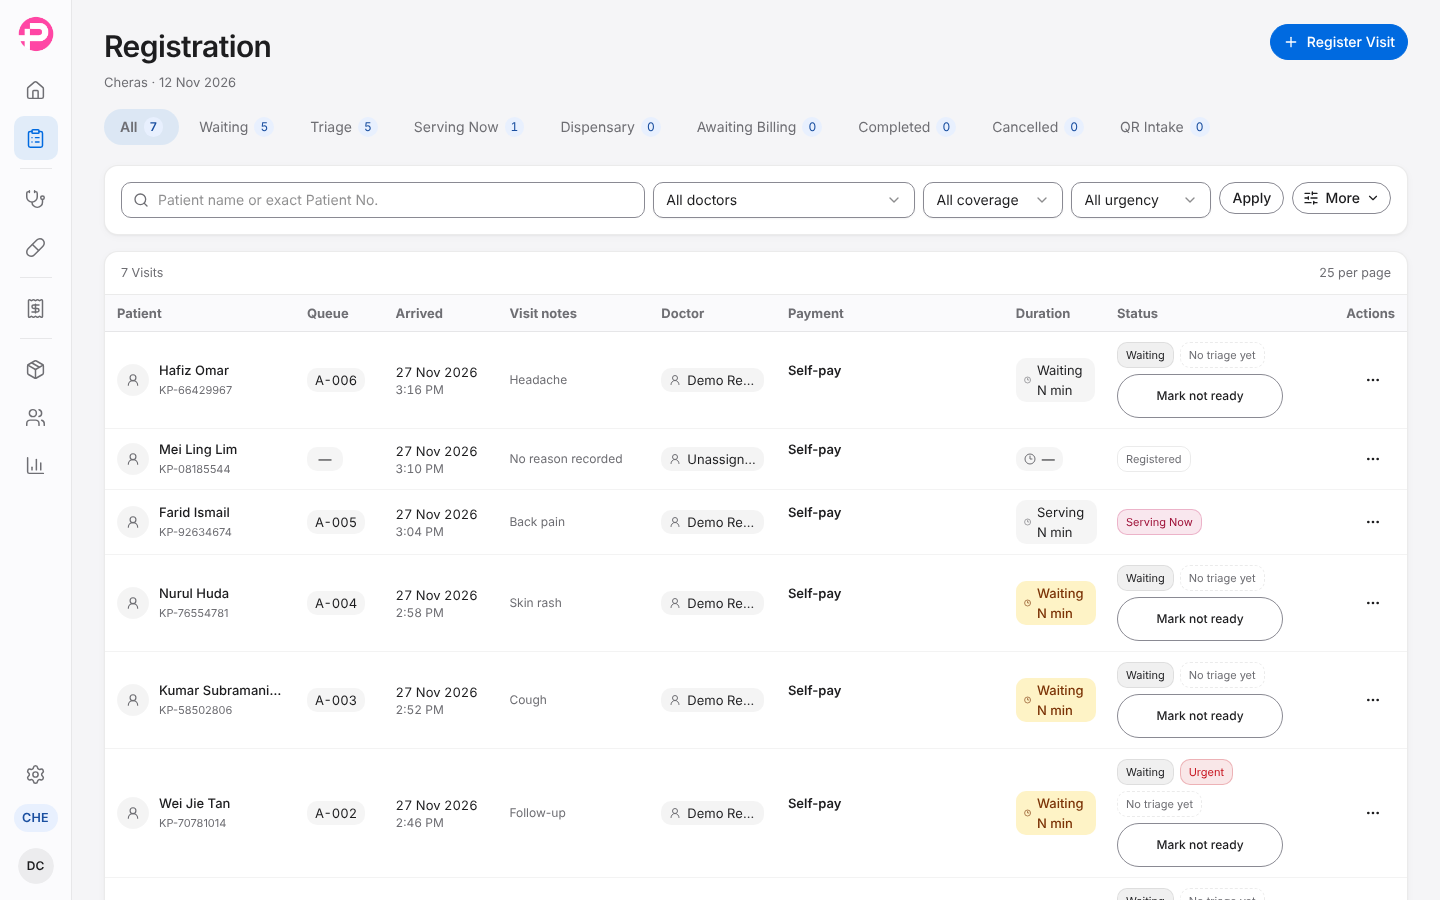 Registration
Register Visit
Cheras · 12 Nov 2026
All 7 Waiting 5 Triage 5 Serving Now 1 Dispensary 0 Awaiting Billing 0 Completed 0 Cancelled 0 QR Intake 0
Patient name or exact Patient No. All doctors All coverage All urgency Apply More
7 Visits 25 per page
Patient Queue Arrived Visit notes Doctor Payment Duration Status Actions
Hafiz Omar
KP-66429967
A-006
27 Nov 2026
3:16 PM
Headache
Demo Re...
Self-pay
Waiting
N min
Waiting No triage yet
Mark not ready
Mei Ling Lim
KP-08185544
—
27 Nov 2026
3:10 PM
No reason recorded
Unassign...
Self-pay
—
Registered
Farid Ismail
KP-92634674
A-005
27 Nov 2026
3:04 PM
Back pain
Demo Re...
Self-pay
Serving
N min
Serving Now
Nurul Huda
KP-76554781
A-004
27 Nov 2026
2:58 PM
Skin rash
Demo Re...
Self-pay
Waiting
N min
Waiting No triage yet
Mark not ready
Kumar Subramani...
KP-58502806
A-003
27 Nov 2026
2:52 PM
Cough
Demo Re...
Self-pay
Waiting
N min
Waiting No triage yet
Mark not ready
Wei Jie Tan
KP-70781014
A-002
27 Nov 2026
2:46 PM
Follow-up
Demo Re...
Self-pay
Waiting
N min
Waiting Urgent
No triage yet
Mark not ready
Waiting No triage yet
CHE
DC